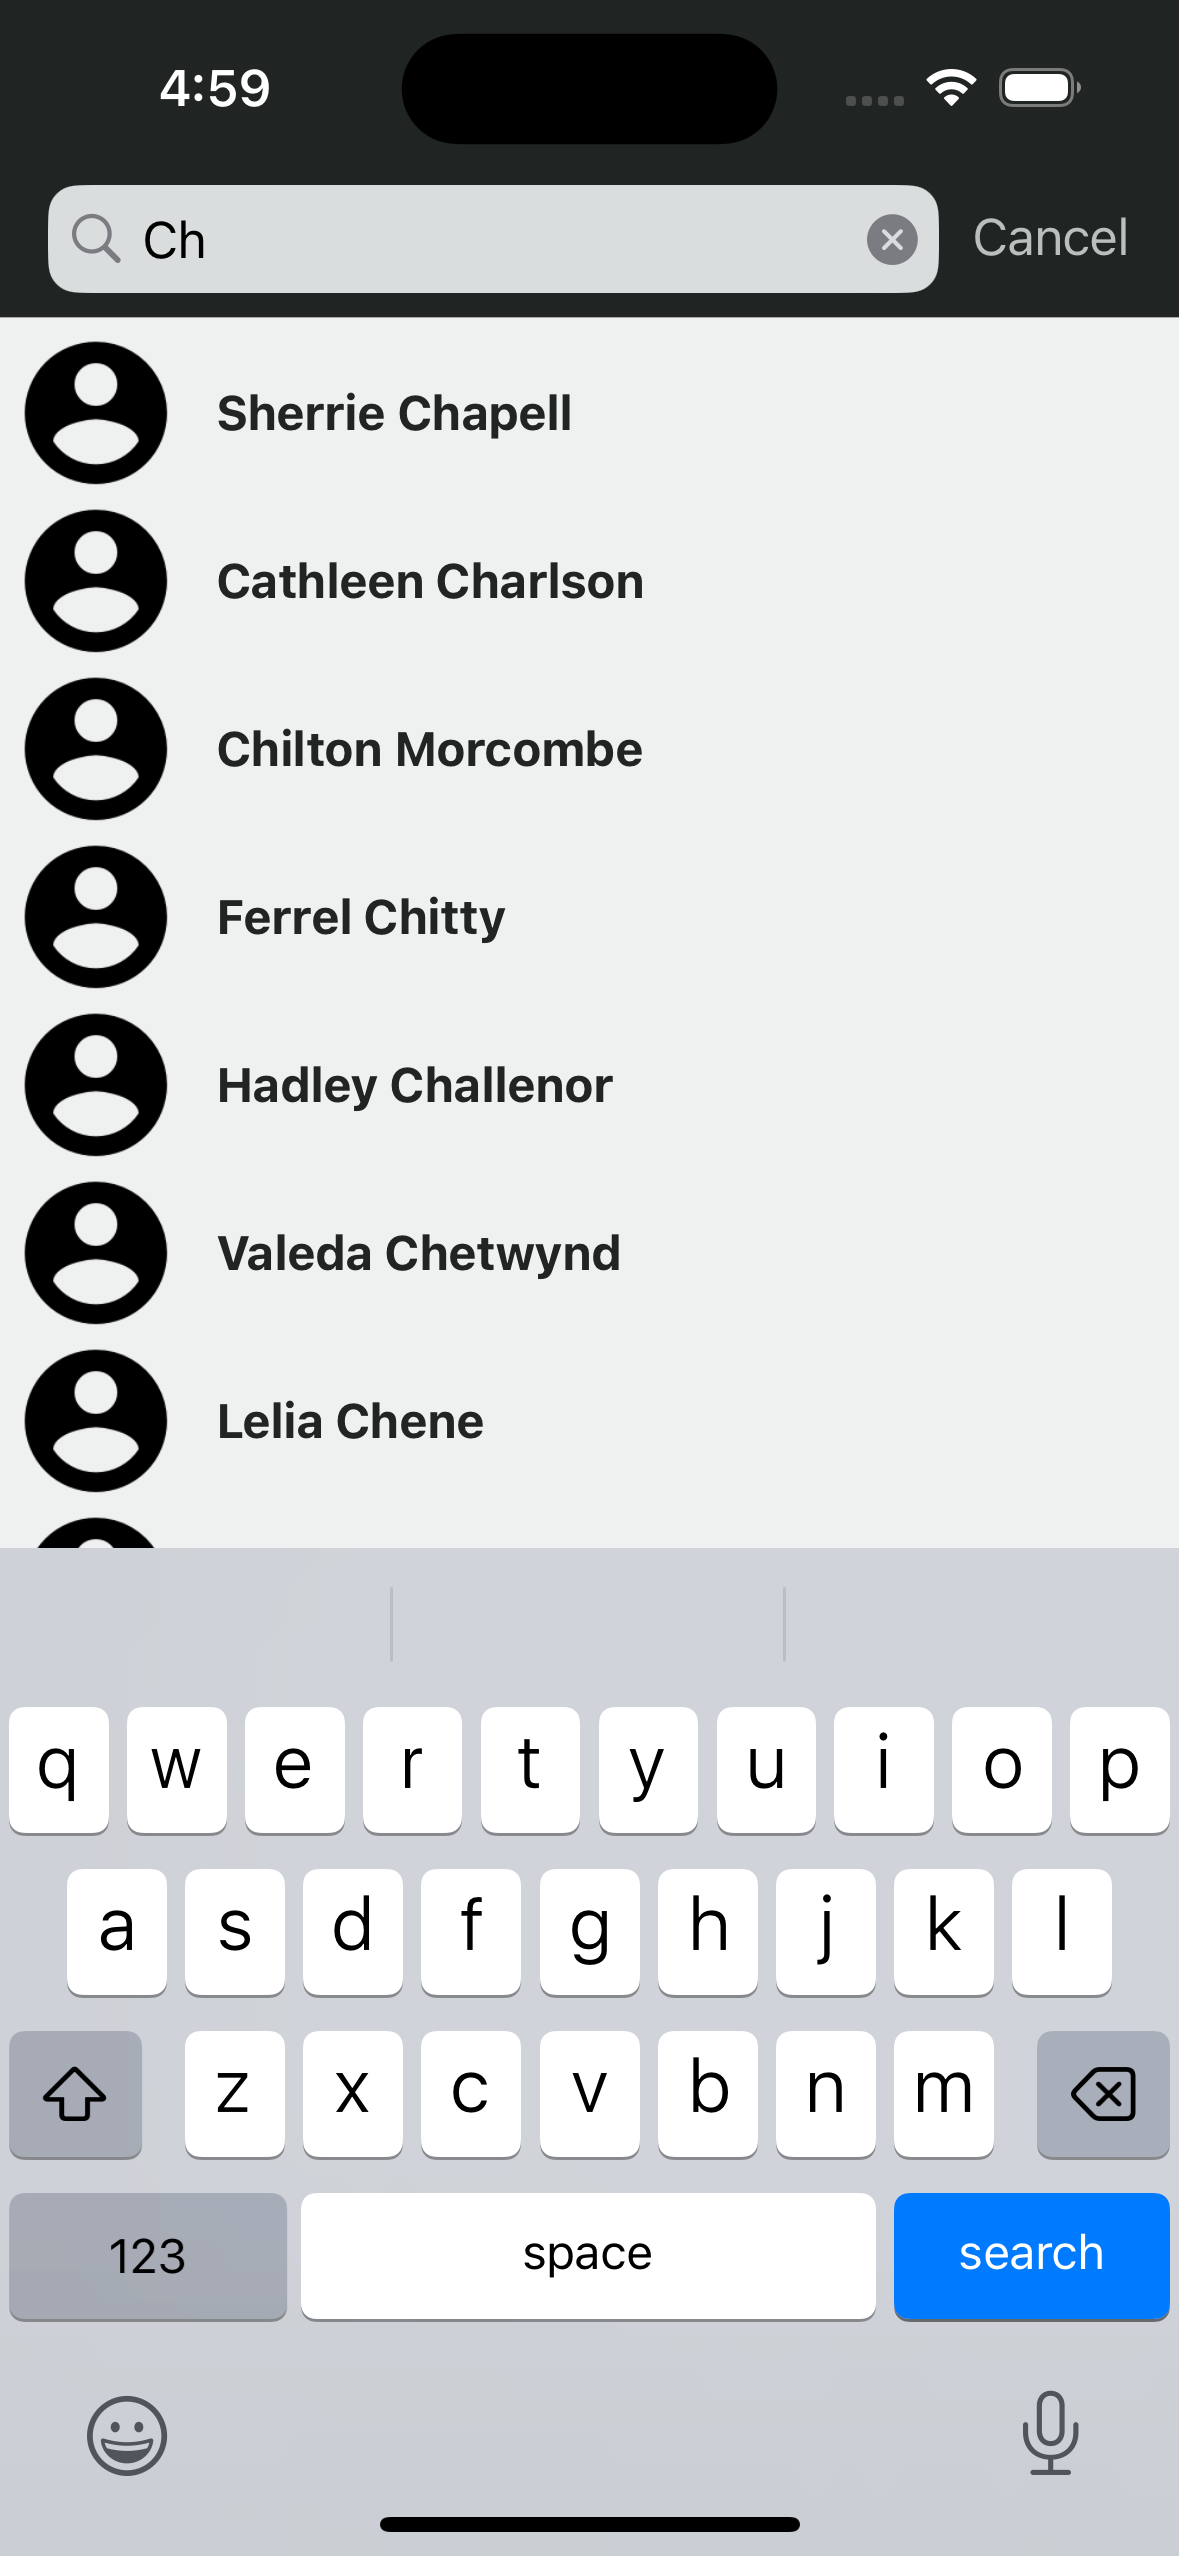 4:59
Ch
Cancel
Sherrie Chapell
Cathleen Charlson
Chilton Morcombe
Ferrel Chitty
Hadley Challenor
Valeda Chetwynd
Lelia Chene
q w e r t y u i o p
a s d f g h j k l
z x c v b n m
123 space search